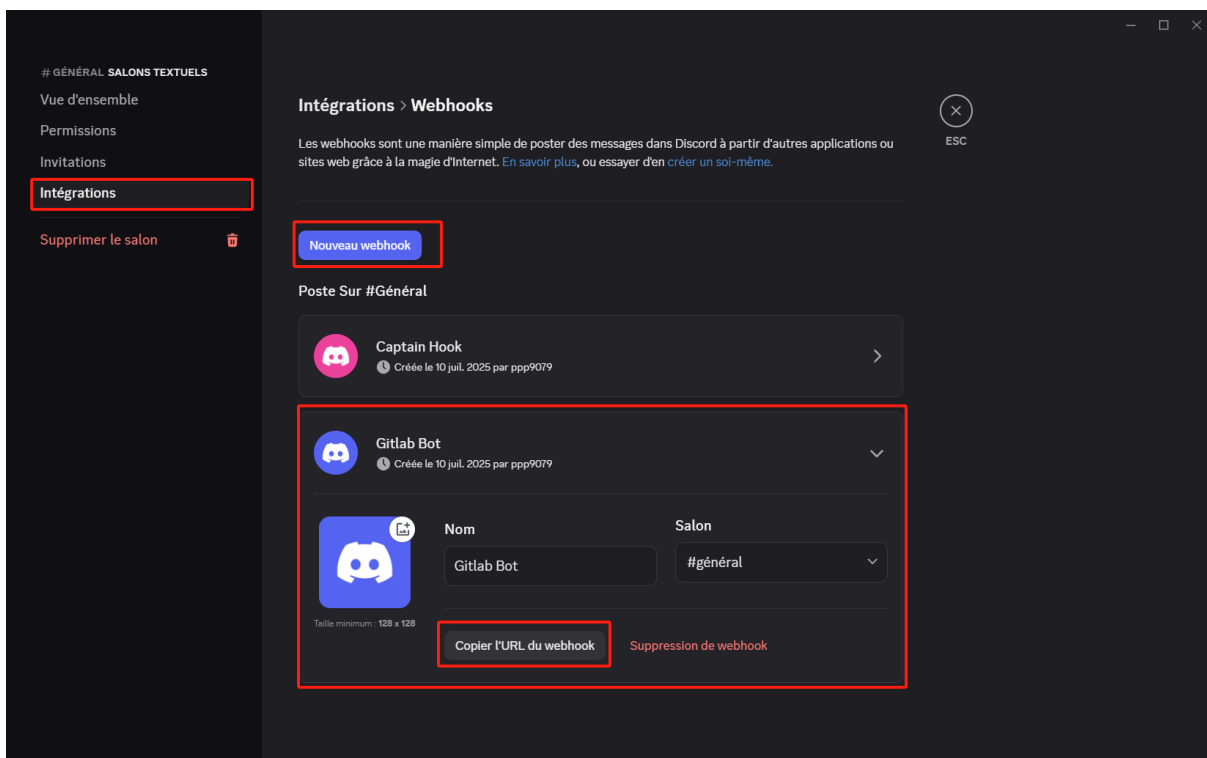 # GÉNÉRAL SALONS TEXTUELS
Vue d'ensemble
Permissions
Invitations
Intégrations
Supprimer le salon
Intégrations > Webhooks
ESC
Les webhooks sont une manière simple de poster des messages dans Discord à partir d'autres applications ou
sites web grâce à la magie d'Internet. En savoir plus, ou essayer d'en créer un soi-même.
Nouveau webhook
Poste Sur #Général
Captain Hook
Créée le 10 juil. 2025 par ppp9079
Gitlab Bot
Créée le 10 juil. 2025 par ppp9079
Nom
Salon
Gitlab Bot
#général
Taille minimum : 128 x 128
Copier l'URL du webhook
Suppression de webhook